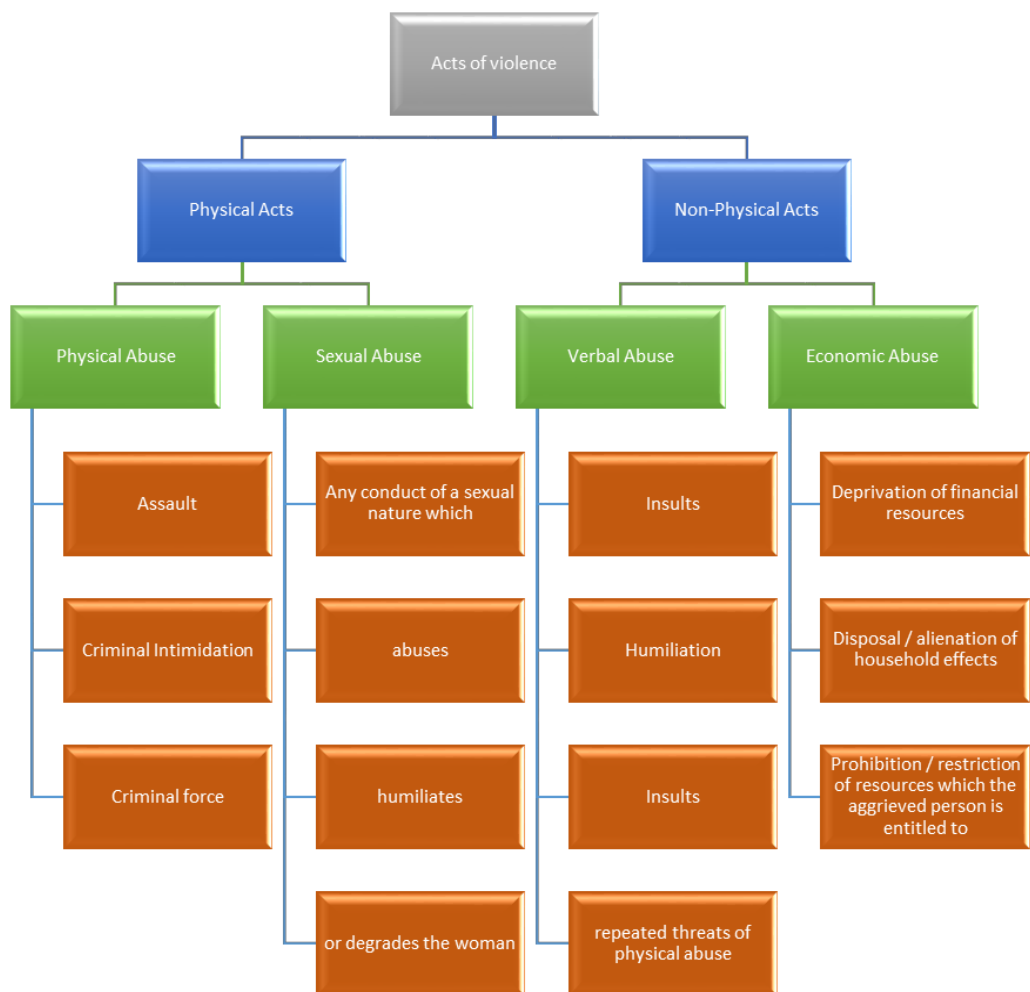 Acts of violence
Physical Acts
Non-Physical Acts
Physical Abuse
Sexual Abuse
Verbal Abuse
Economic Abuse
Assault
Any conduct of a sexual
nature which
Insults
Deprivation of financial
resources
Criminal Intimidation
abuses
Humiliation
Disposal / alienation of
household effects
Criminal force
humiliates
Insults
Prohibition / restriction
of resources which the
aggrieved person is
entitled to
or degrades the woman
repeated threats of
physical abuse